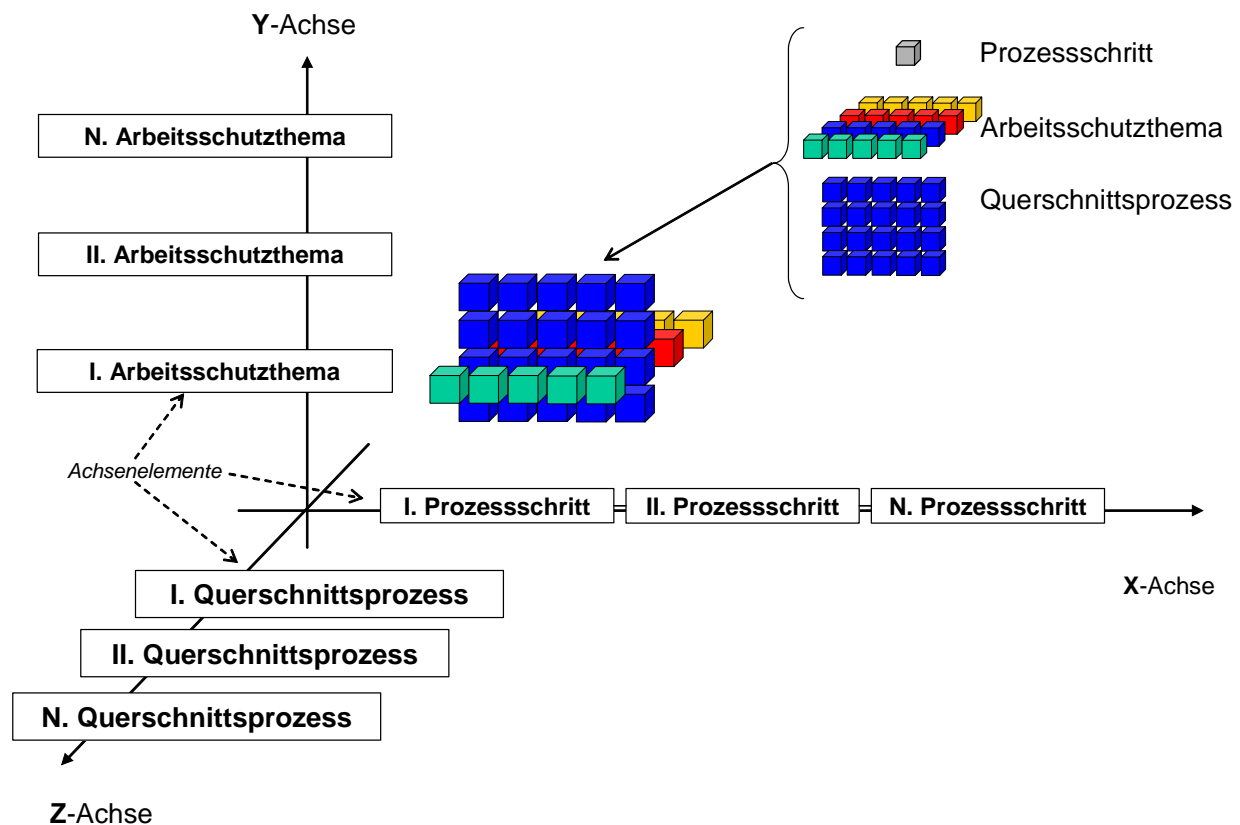 Y-Achse
Prozessschritt
N. Arbeitsschutzthema
Arbeitsschutzthema
Querschnittsprozess
II. Arbeitsschutzthema
I. Arbeitsschutzthema
Achsenelemente
I. Prozessschritt
II. Prozessschritt
N. Prozessschritt
I. Querschnittsprozess
X-Achse
II. Querschnittsprozess
N. Querschnittsprozess
Z-Achse